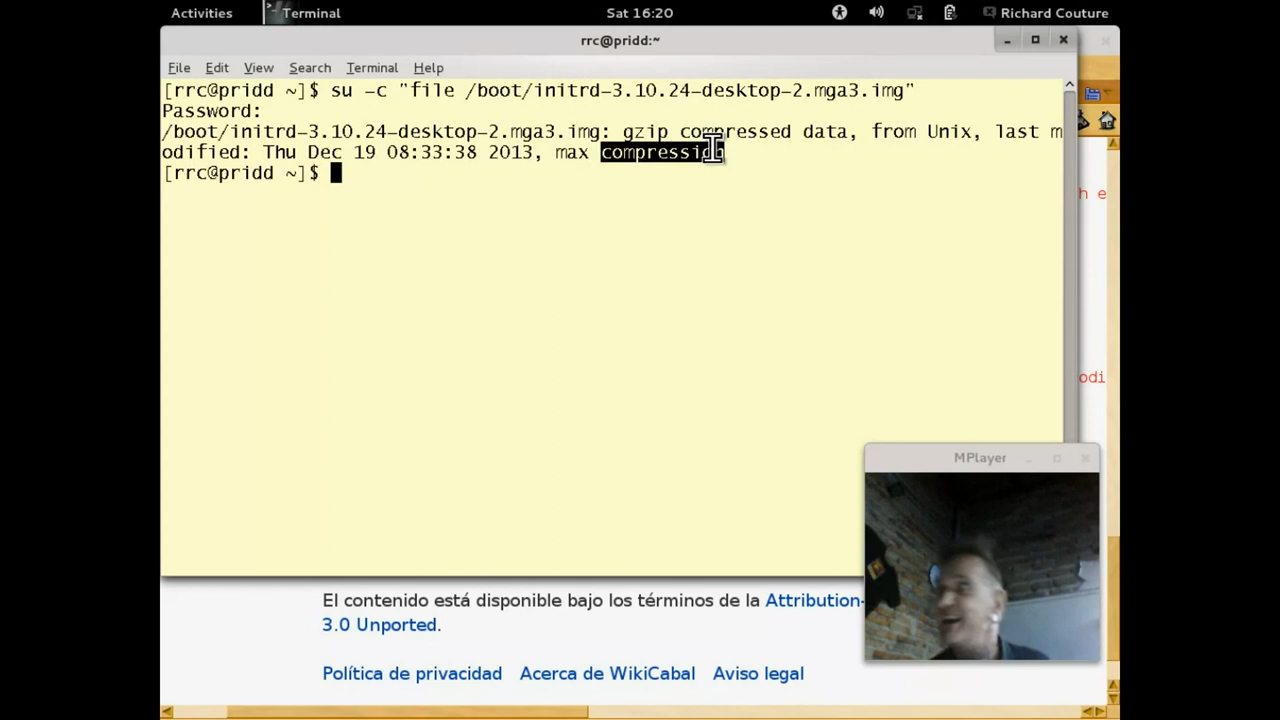 Activities Terminal Sat 16:20 Richard Couture
rrc@pridd:~
File Edit View Search Terminal Help
[rrc@pridd ~]$ su -c "file /boot/initrd-3.10.24-desktop-2.mga3.img"
Password:
/boot/initrd-3.10.24-desktop-2.mga3.img: gzip compressed data, from Unix, last m
odified: Thu Dec 19 08:33:38 2013, max compression
[rrc@pridd ~]$
h e
odi
MPlayer
El contenido está disponible bajo los términos de la Attribution-
3.0 Unported.
Política de privacidad Acerca de WikiCabal Aviso legal